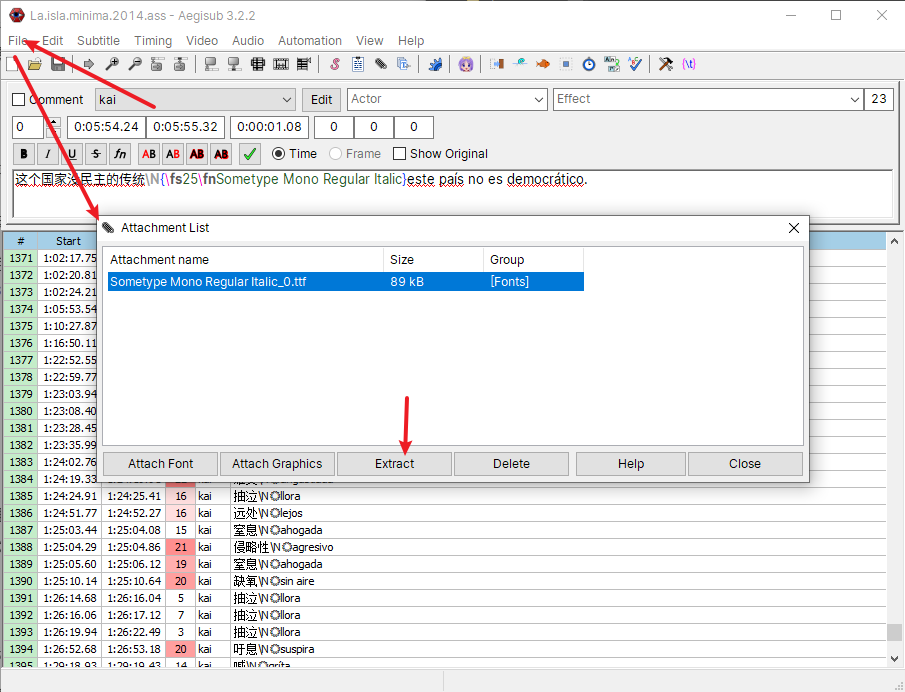 La.isla.minima.2014.ass - Aegisub 3.2.2
File Edit Subtitle Timing Video Audio Automation View Help
Comment kai Edit Actor Effect 23
0 0:05:54.24 0:05:55.32 0:00:01.08 0 0 0
B I U S fn AB AB AB AB Time Frame Show Original
这个国家没民主的传统\N{\fs25\fnSometype Mono Regular Italic}este país no es democrático.
# Start
Attachment List
Attachment name Size Group
Sometype Mono Regular Italic_0.ttf 89 kB [Fonts]
Attach Font Attach Graphics Extract Delete Help Close
1371 1:02:17.75
1372 1:02:20.81
1373 1:02:24.21
1374 1:05:53.54
1375 1:10:27.87
1376 1:16:50.11
1377 1:22:52.55
1378 1:22:59.77
1379 1:23:03.94
1380 1:23:08.40
1381 1:23:28.45
1382 1:23:35.99
1383 1:24:02.76
1384 1:24:19.33
1385 1:24:24.91 1:24:25.41 16 kai 抽泣\N☼llora
1386 1:24:51.77 1:24:52.27 16 kai 远处\N☼lejos
1387 1:25:03.44 1:25:04.08 15 kai 窒息\N☼ahogada
1388 1:25:04.29 1:25:04.86 21 kai 侵略性\N☼agresivo
1389 1:25:05.60 1:25:06.12 19 kai 窒息\N☼ahogada
1390 1:25:10.14 1:25:10.64 20 kai 缺氧\N☼sin aire
1391 1:26:14.68 1:26:16.04 5 kai 抽泣\N☼llora
1392 1:26:16.06 1:26:17.12 7 kai 抽泣\N☼llora
1393 1:26:19.94 1:26:22.49 3 kai 抽泣\N☼llora
1394 1:26:52.68 1:26:53.18 20 kai 吁息\N☼suspira
1395 1:29:18.93 1:29:19.43 14 kai 喊\N☼grita